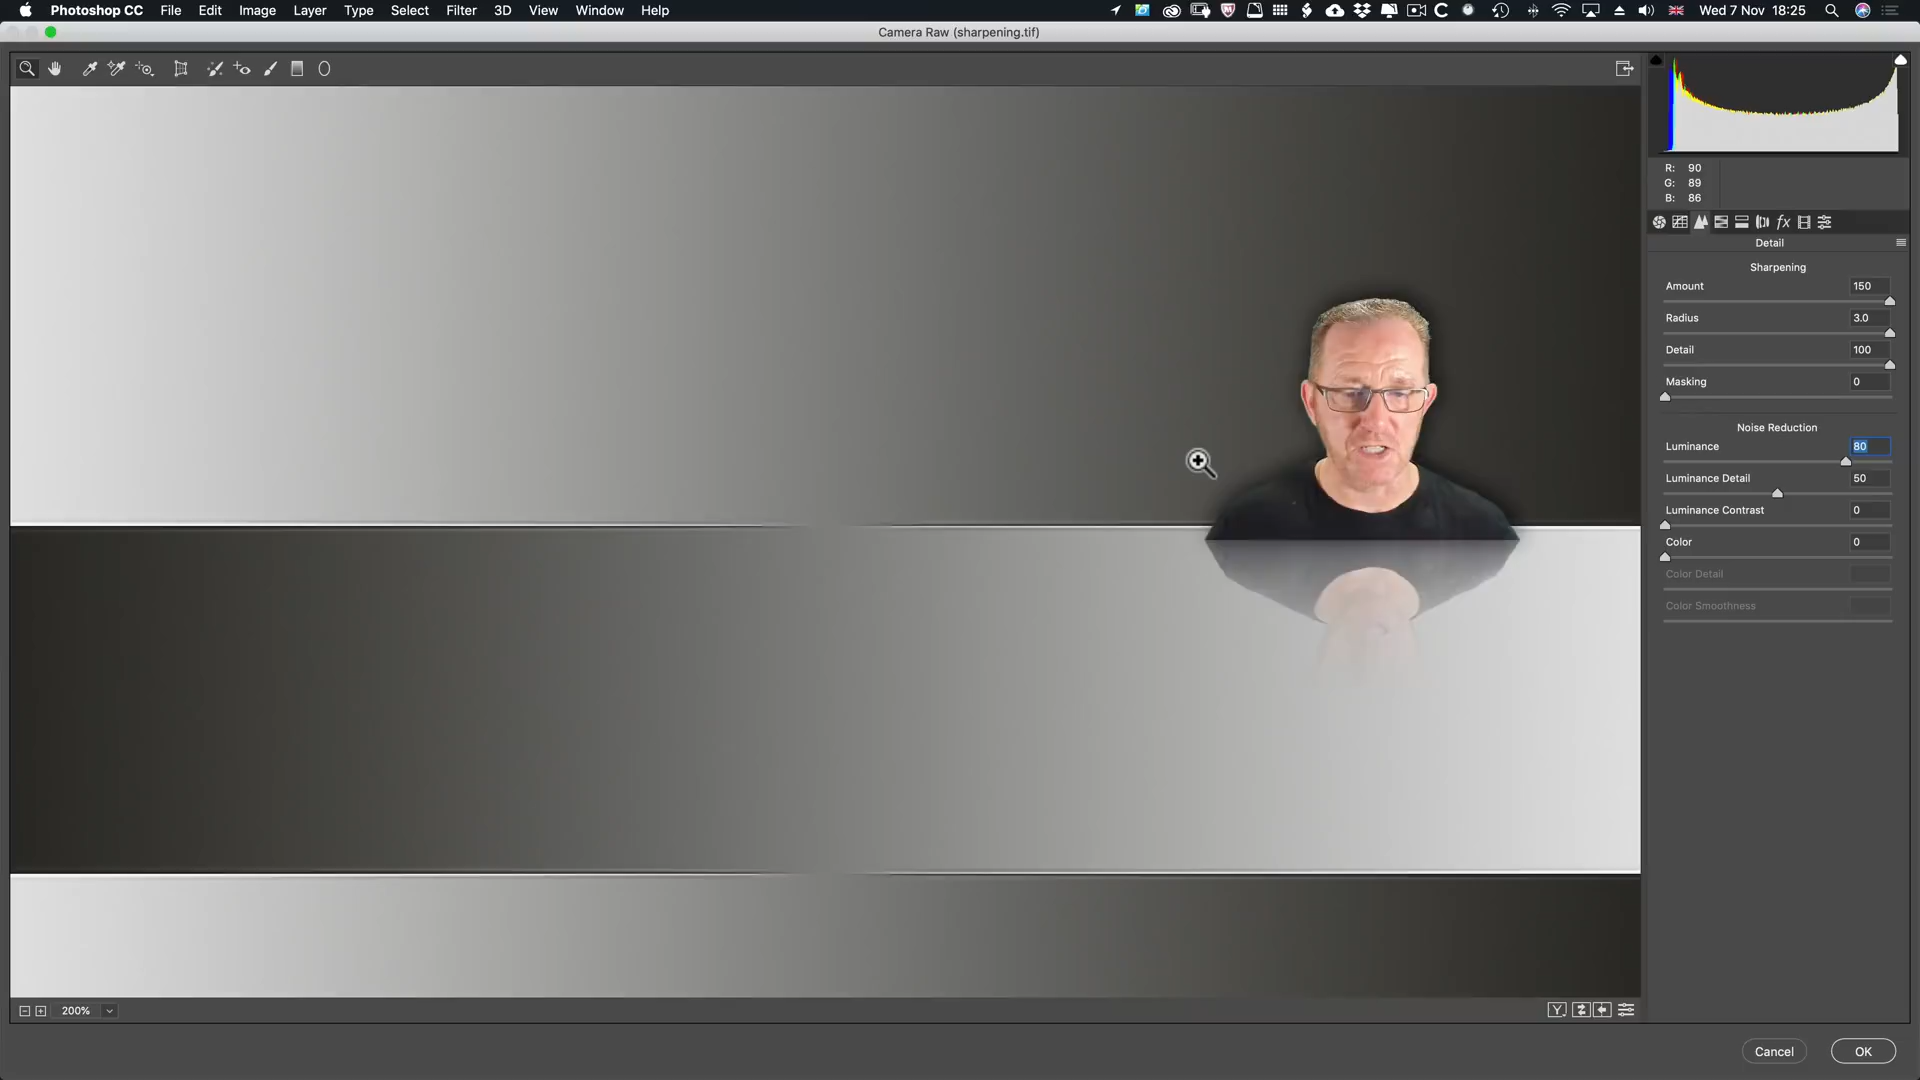 Photoshop CC File Edit Image Layer Type Select Filter 3D View Window Help Wed 7 Nov 18:25
Camera Raw (sharpening.tif)
R: 90
G: 89
B: 86
fx
Detail
Sharpening
Amount 150
Radius 3.0
Detail 100
Masking 0
Noise Reduction
Luminance 80
Luminance Detail 50
Luminance Contrast 0
Color 0
Color Detail
Color Smoothness
200% Y
Cancel OK